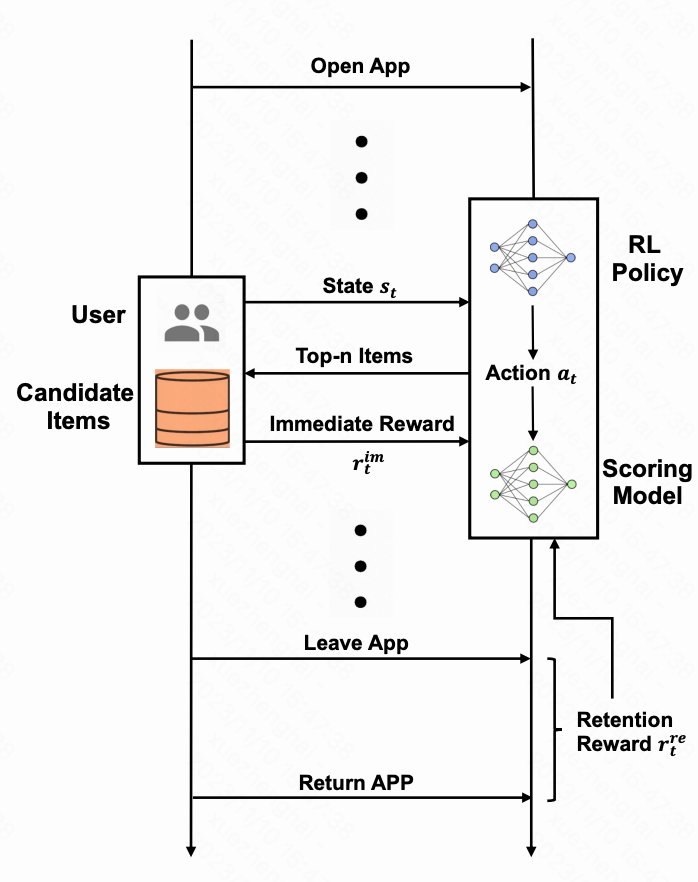 Open App
RL
Policy
State s_t
User
Top-n Items
Action a_t
Candidate
Items
Immediate Reward
r_t^{im}
Scoring
Model
Leave App
Retention
Reward r_t^{re}
Return APP